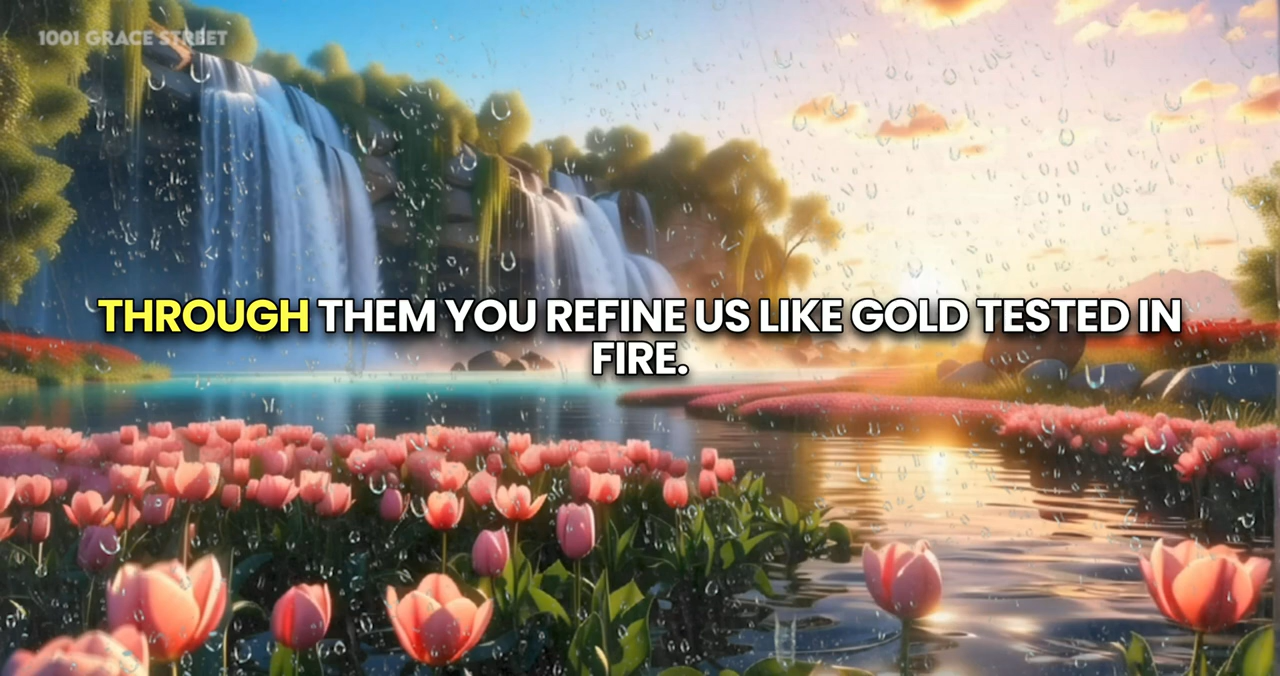 1001 GRACE STREET
THROUGH THEM YOU REFINE US LIKE GOLD TESTED IN
FIRE.